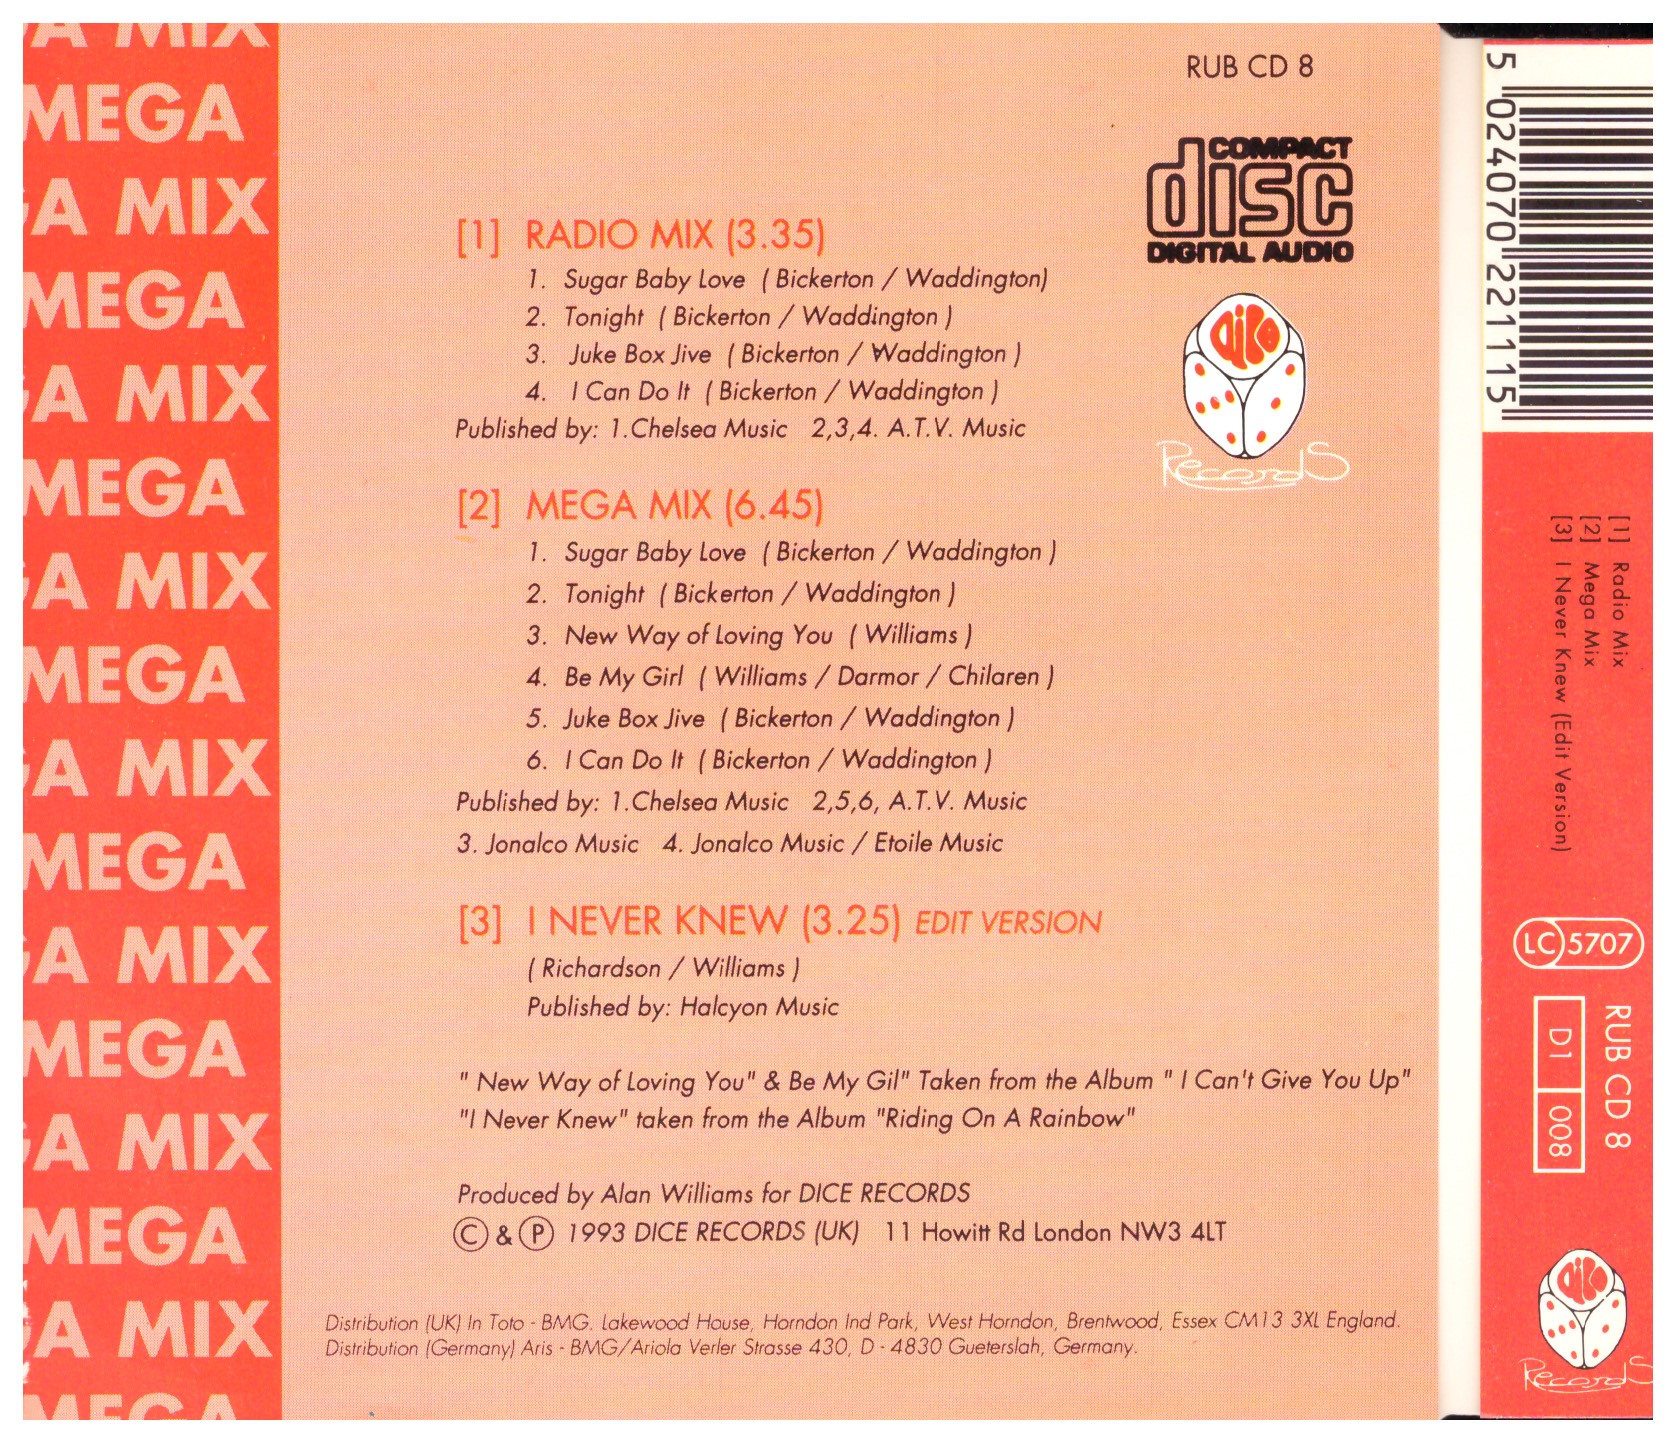 A MIX
MEGA
GA MIX
MEGA
GA MIX
MEGA
GA MIX
MEGA
GA MIX
MEGA
GA MIX
MEGA
GA MIX
MEGA
GA MIX
MEGA
RUB CD 8
COMPACT
disc
DIGITAL AUDIO
Dice
Records
[1] RADIO MIX (3.35)
1. Sugar Baby Love ( Bickerton / Waddington)
2. Tonight ( Bickerton / Waddington )
3. Juke Box Jive ( Bickerton / Waddington )
4. I Can Do It ( Bickerton / Waddington )
Published by: 1.Chelsea Music 2,3,4. A.T.V. Music
[2] MEGA MIX (6.45)
1. Sugar Baby Love ( Bickerton / Waddington )
2. Tonight ( Bickerton / Waddington )
3. New Way of Loving You ( Williams )
4. Be My Girl ( Williams / Darmor / Chilaren )
5. Juke Box Jive ( Bickerton / Waddington )
6. I Can Do It ( Bickerton / Waddington )
Published by: 1.Chelsea Music 2,5,6, A.T.V. Music
3. Jonalco Music 4. Jonalco Music / Etoile Music
[3] I NEVER KNEW (3.25) EDIT VERSION
( Richardson / Williams )
Published by: Halcyon Music
" New Way of Loving You" & Be My Gil" Taken from the Album " I Can't Give You Up"
"I Never Knew" taken from the Album "Riding On A Rainbow"
Produced by Alan Williams for DICE RECORDS
Ⓒ & Ⓟ 1993 DICE RECORDS (UK) 11 Howitt Rd London NW3 4LT
Distribution (UK) In Toto - BMG. Lakewood House, Horndon Ind Park, West Horndon, Brentwood, Essex CM13 3XL England.
Distribution (Germany) Aris - BMG/Ariola Verler Strasse 430, D - 4830 Gueterslah, Germany.
5 024070 221115
[1] Radio Mix
[2] Mega Mix
[3] I Never Knew (Edit Version)
LC 5707
RUB CD 8
D1 008
Dice
Records